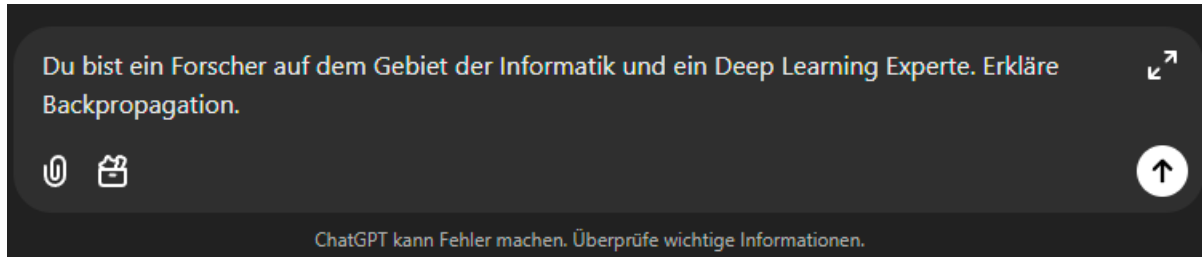 Du bist ein Forscher auf dem Gebiet der Informatik und ein Deep Learning Experte. Erkläre
Backpropagation.
ChatGPT kann Fehler machen. Überprüfe wichtige Informationen.